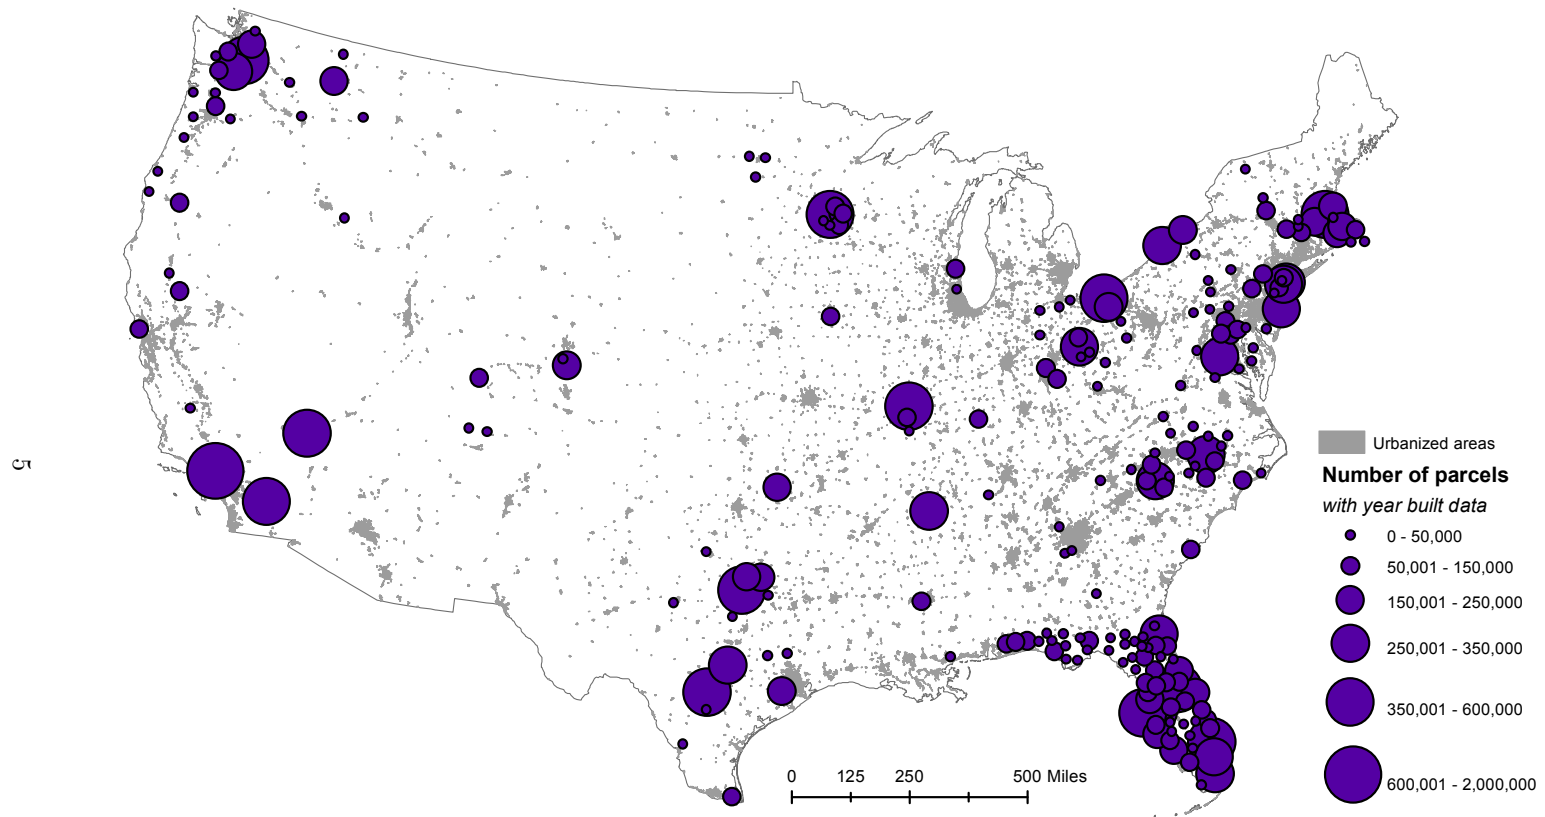 5
0 125 250 500 Miles
Urbanized areas
Number of parcels
with year built data
0 - 50,000
50,001 - 150,000
150,001 - 250,000
250,001 - 350,000
350,001 - 600,000
600,001 - 2,000,000